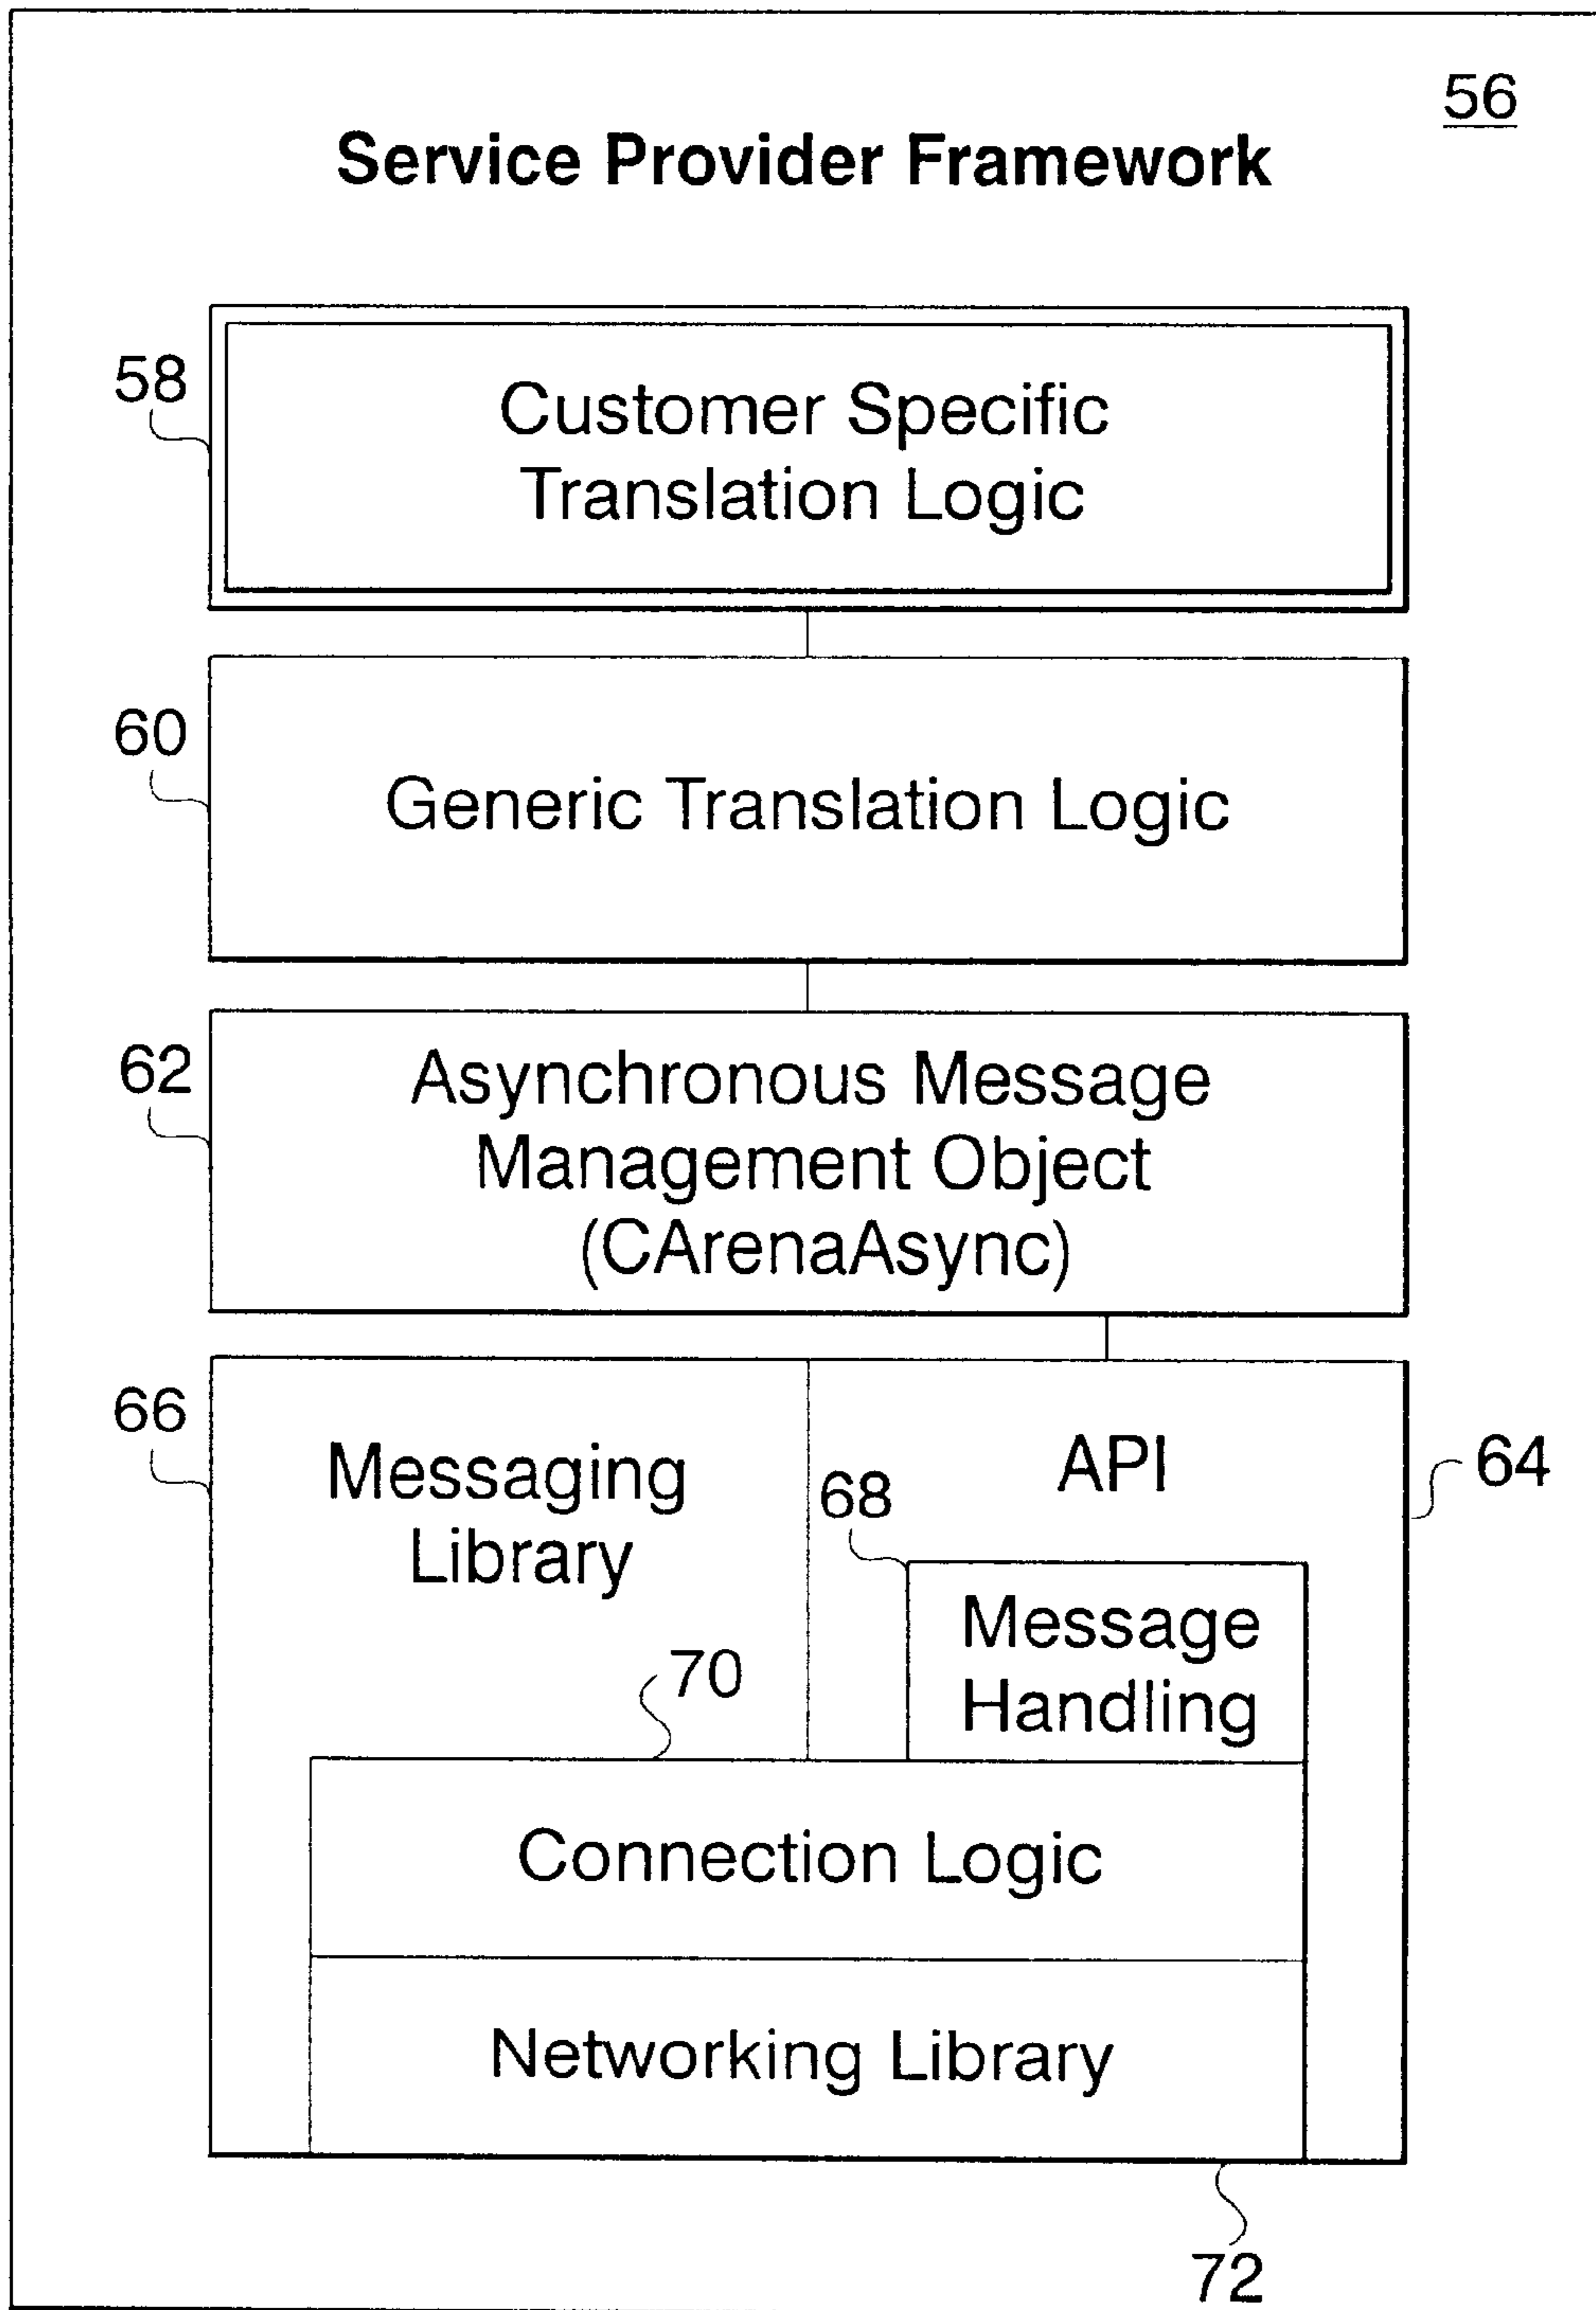 56
Service Provider Framework
58
Customer Specific
Translation Logic
60
Generic Translation Logic
62
Asynchronous Message
Management Object
(CArenaAsync)
66
Messaging
Library
API
64
68
Message
Handling
70
Connection Logic
Networking Library
72